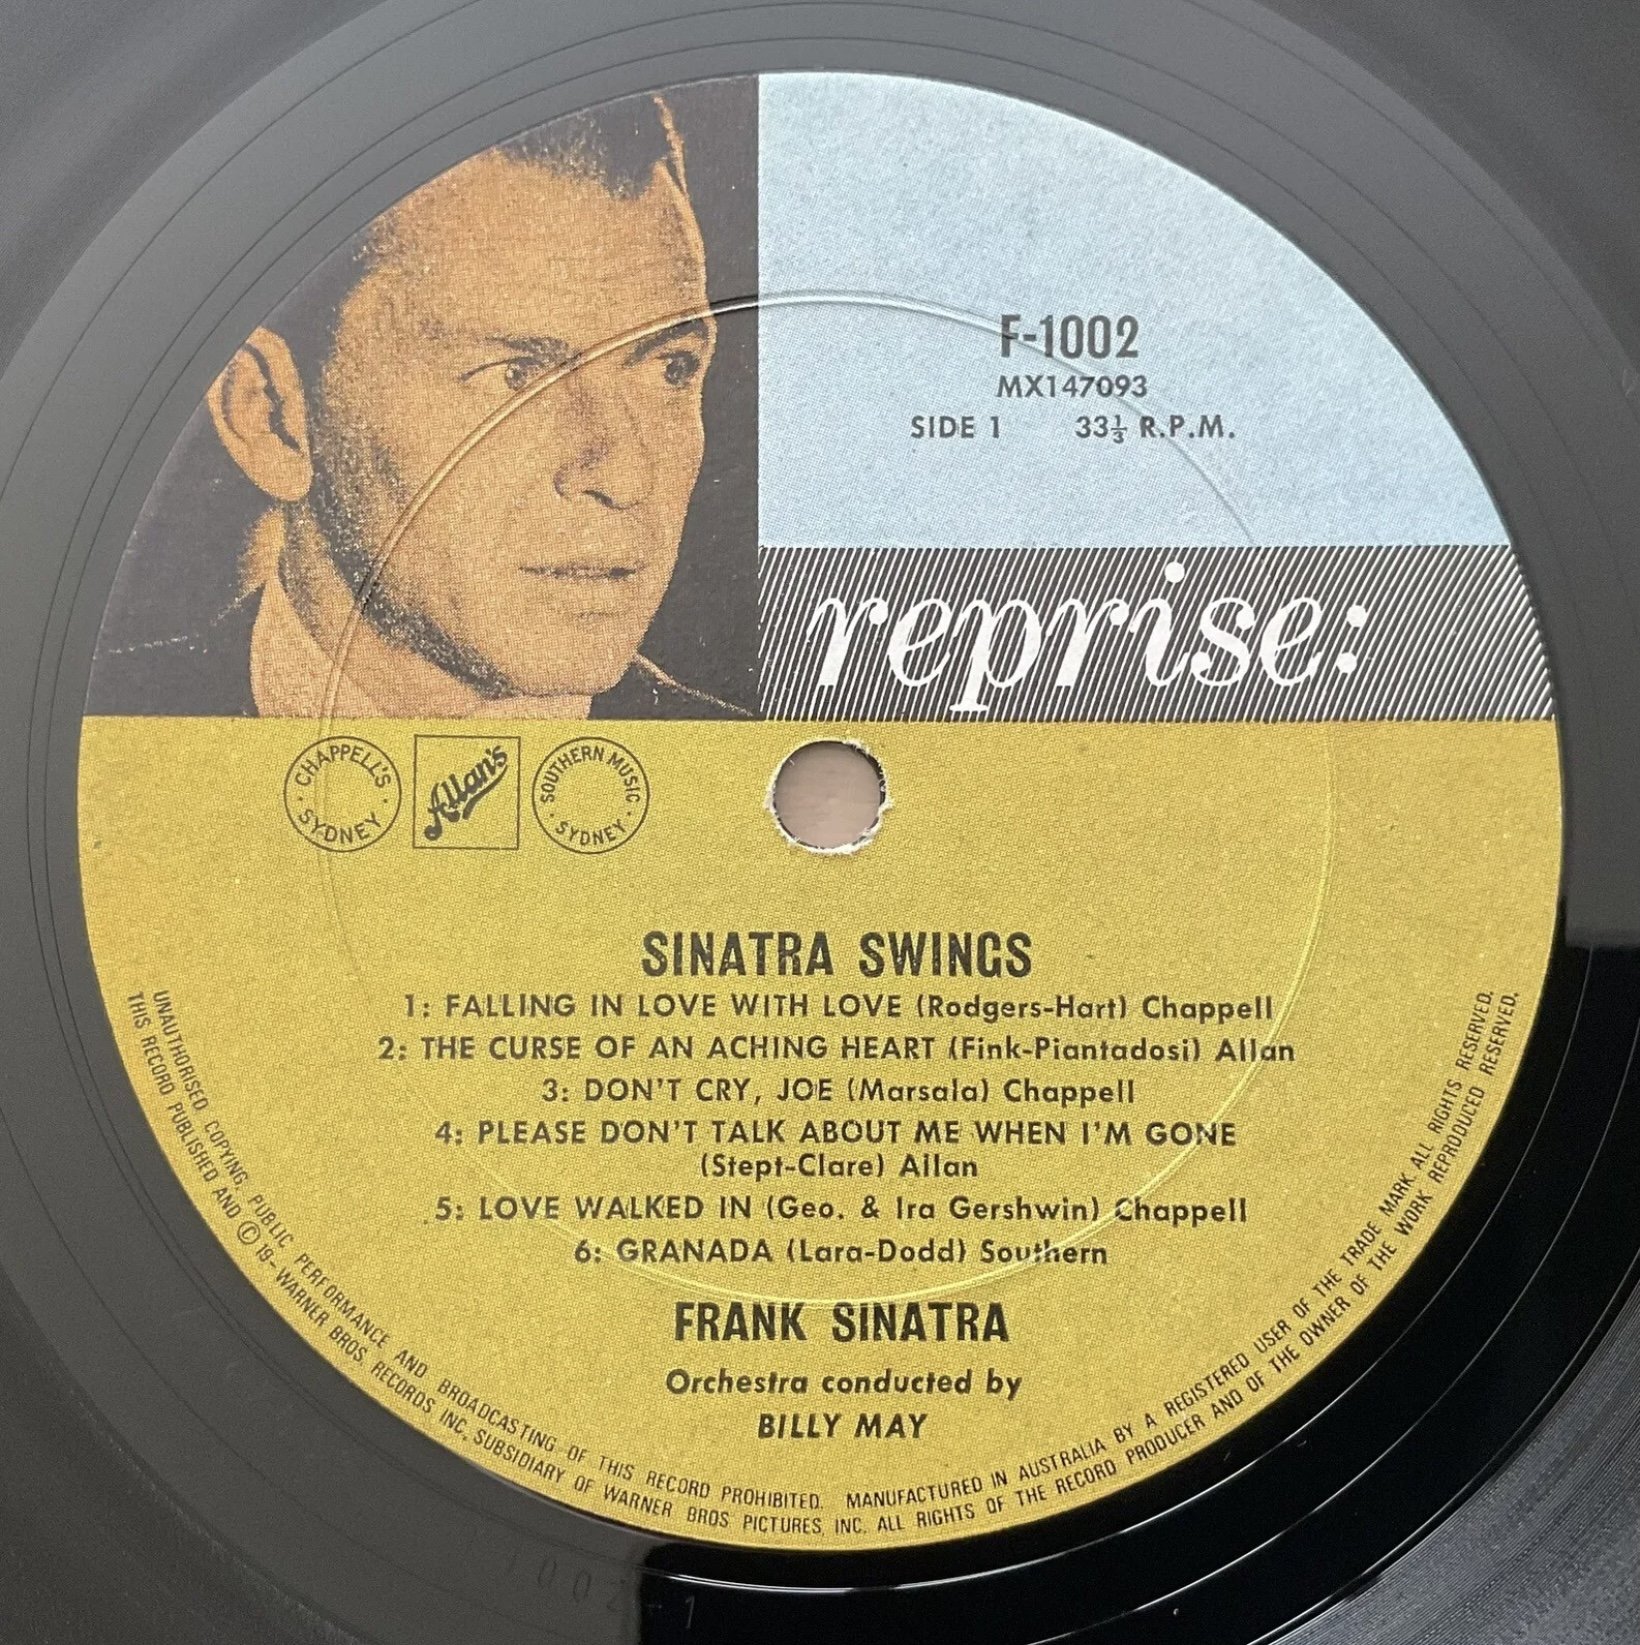 F-1002
MX147093
SIDE 1 33⅓ R.P.M.
reprise:
CHAPPELL'S · SYDNEY ·
Allan's
SOUTHERN MUSIC · SYDNEY ·
SINATRA SWINGS
1: FALLING IN LOVE WITH LOVE (Rodgers-Hart) Chappell
2: THE CURSE OF AN ACHING HEART (Fink-Piantadosi) Allan
3: DON'T CRY, JOE (Marsala) Chappell
4: PLEASE DON'T TALK ABOUT ME WHEN I'M GONE
(Stept-Clare) Allan
5: LOVE WALKED IN (Geo. & Ira Gershwin) Chappell
6: GRANADA (Lara-Dodd) Southern
FRANK SINATRA
Orchestra conducted by
BILLY MAY
UNAUTHORISED COPYING, PUBLIC PERFORMANCE AND BROADCASTING OF THIS RECORD PROHIBITED. MANUFACTURED IN AUSTRALIA BY A REGISTERED USER OF THE TRADE MARK. ALL RIGHTS RESERVED.
THIS RECORD PUBLISHED AND © 19– WARNER BROS. RECORDS INC. SUBSIDIARY OF WARNER BROS PICTURES, INC. ALL RIGHTS OF THE RECORD PRODUCER AND OF THE OWNER OF THE WORK REPRODUCED RESERVED.